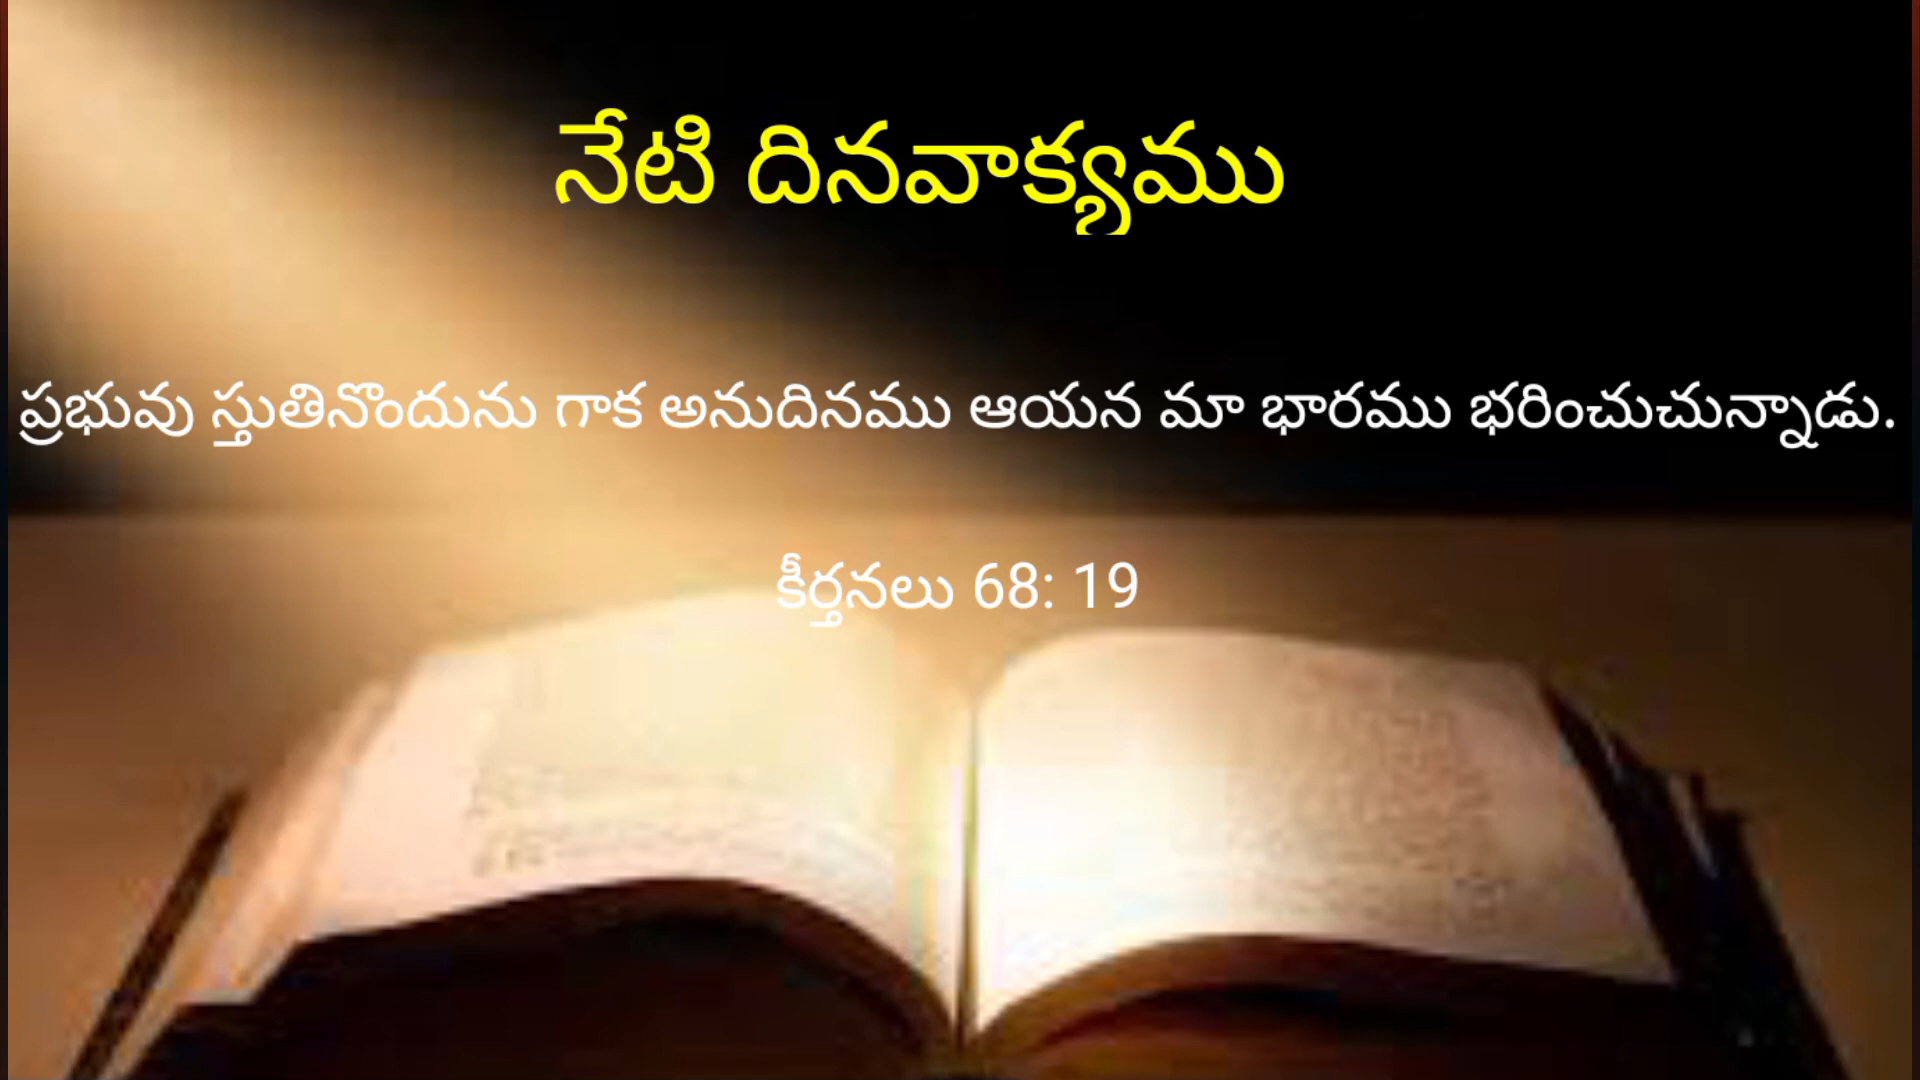 నేటి దినవాక్యము
ప్రభువు స్తుతినొందును గాక అనుదినము ఆయన మా భారము భరించుచున్నాడు.
కీర్తనలు 68: 19